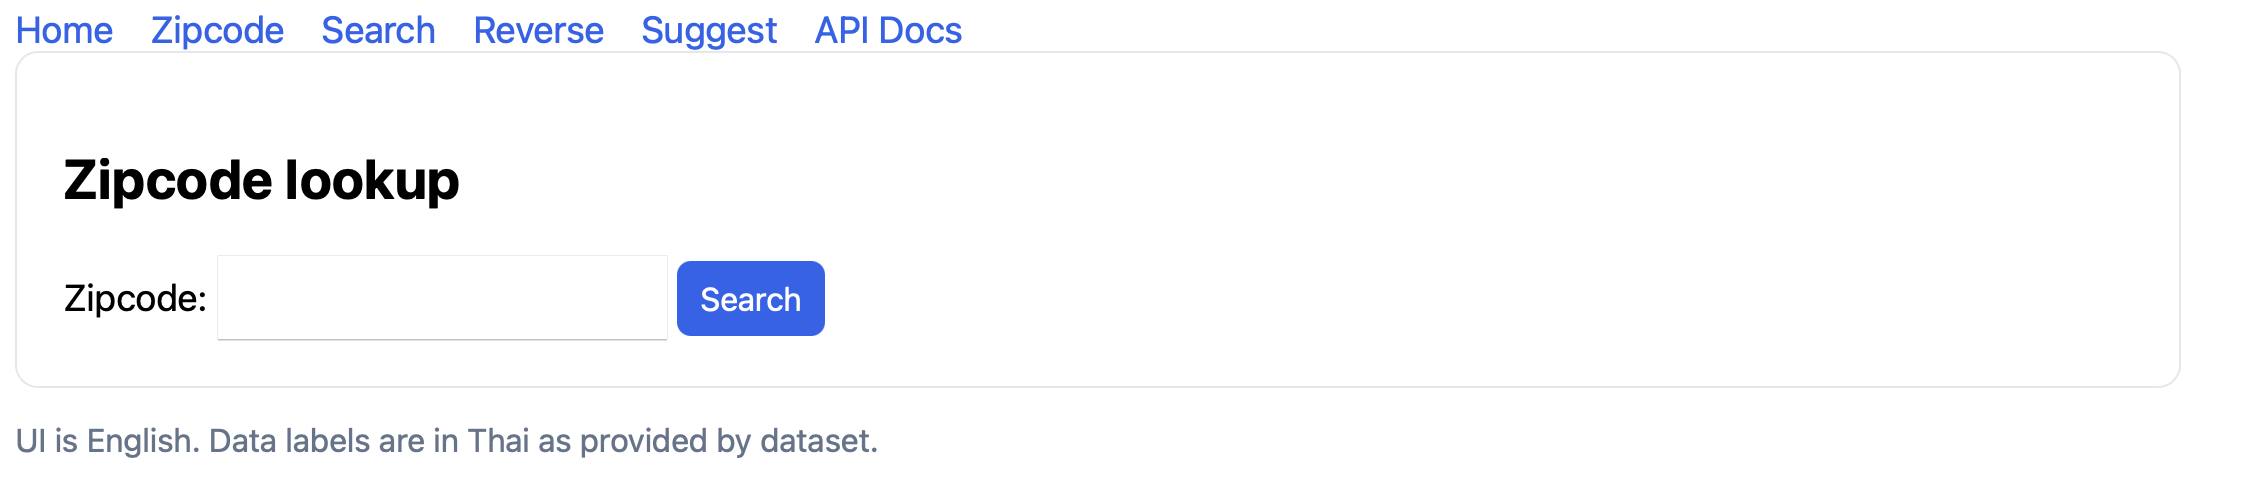 Home Zipcode Search Reverse Suggest API Docs
Zipcode lookup
Zipcode: Search
UI is English. Data labels are in Thai as provided by dataset.